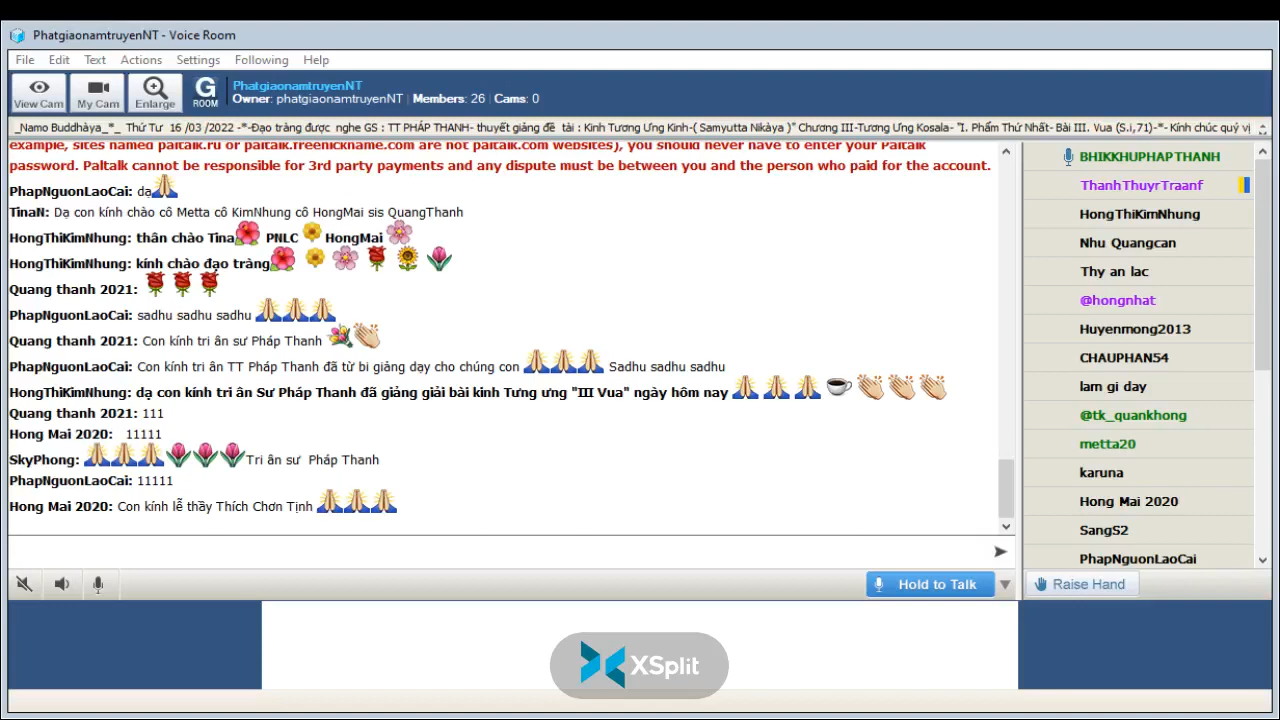 PhatgiaonamtruyenNT - Voice Room
File Edit Text Actions Settings Following Help
View Cam My Cam Enlarge G ROOM
PhatgiaonamtruyenNT
Owner: phatgiaonamtruyenNT | Members: 26 | Cams: 0
_Namo Buddhàya_*_ Thứ Tư 16 /03 /2022 -*-Đạo tràng được nghe GS : TT PHÁP THANH- thuyết giảng đề tài : Kinh Tương Ưng Kinh-( Samyutta Nikàya )" Chương III-Tương Ưng Kosala- "I. Phẩm Thứ Nhất- Bài III. Vua (S.i,71)-*- Kính chúc quý vị
example, sites named paltalk.ru or paltalk.freenickname.com are not paltalk.com websites), you should never have to enter your Paltalk
password. Paltalk cannot be responsible for 3rd party payments and any dispute must be between you and the person who paid for the account.
PhapNguonLaoCai: dạ
TinaN: Dạ con kính chào cô Metta cô KimNhung cô HongMai sis QuangThanh
HongThiKimNhung: thân chào Tina PNLC HongMai
HongThiKimNhung: kính chào đạo tràng
Quang thanh 2021:
PhapNguonLaoCai: sadhu sadhu sadhu
Quang thanh 2021: Con kính tri ân sư Pháp Thanh
PhapNguonLaoCai: Con kính tri ân TT Pháp Thanh đã từ bi giảng dạy cho chúng con Sadhu sadhu sadhu
HongThiKimNhung: dạ con kính tri ân Sư Pháp Thanh đã giảng giải bài kinh Tưng ưng "III Vua" ngày hôm nay
Quang thanh 2021: 111
Hong Mai 2020: 11111
SkyPhong: Tri ân sư Pháp Thanh
PhapNguonLaoCai: 11111
Hong Mai 2020: Con kính lễ thầy Thích Chơn Tịnh
BHIKKHUPHAPTHANH
ThanhThuyrTraanf
HongThiKimNhung
Nhu Quangcan
Thy an lac
@hongnhat
Huyenmong2013
CHAUPHAN54
lam gi day
@tk_quankhong
metta20
karuna
Hong Mai 2020
SangS2
PhapNguonLaoCai
Hold to Talk
Raise Hand
XSplit